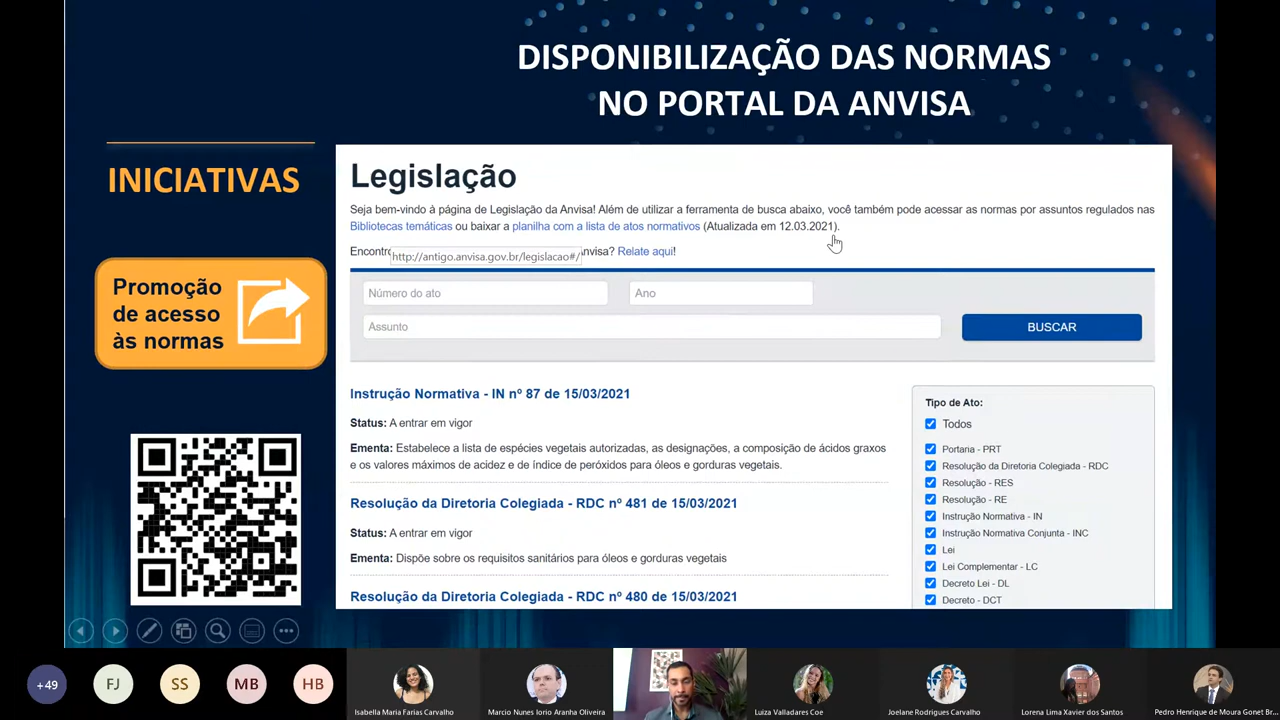 DISPONIBILIZAÇÃO DAS NORMAS
NO PORTAL DA ANVISA
INICIATIVAS
Promoção
de acesso
às normas
Legislação
Seja bem-vindo à página de Legislação da Anvisa! Além de utilizar a ferramenta de busca abaixo, você também pode acessar as normas por assuntos regulados nas
Bibliotecas temáticas ou baixar a planilha com a lista de atos normativos (Atualizada em 12.03.2021).
Relate aqui!
http://antigo.anvisa.gov.br/legislacao#/
Número do ato
Ano
Assunto
BUSCAR
Instrução Normativa - IN nº 87 de 15/03/2021
Status: A entrar em vigor
Ementa: Estabelece a lista de espécies vegetais autorizadas, as designações, a composição de ácidos graxos
e os valores máximos de acidez e de índice de peróxidos para óleos e gorduras vegetais.
Resolução da Diretoria Colegiada - RDC nº 481 de 15/03/2021
Status: A entrar em vigor
Ementa: Dispõe sobre os requisitos sanitários para óleos e gorduras vegetais
Resolução da Diretoria Colegiada - RDC nº 480 de 15/03/2021
Tipo de Ato:
Todos
Portaria - PRT
Resolução da Diretoria Colegiada - RDC
Resolução - RES
Resolução - RE
Instrução Normativa - IN
Instrução Normativa Conjunta - INC
Lei
Lei Complementar - LC
Decreto Lei - DL
Decreto - DCT
+49
FJ
SS
MB
HB
Isabella Maria Farias Carvalho
Marcio Nunes Iorio Aranha Oliveira
Luiza Valladares Coe
Joelane Rodrigues Carvalho
Lorena Lima Xavier dos Santos
Pedro Henrique de Moura Gonet Br...